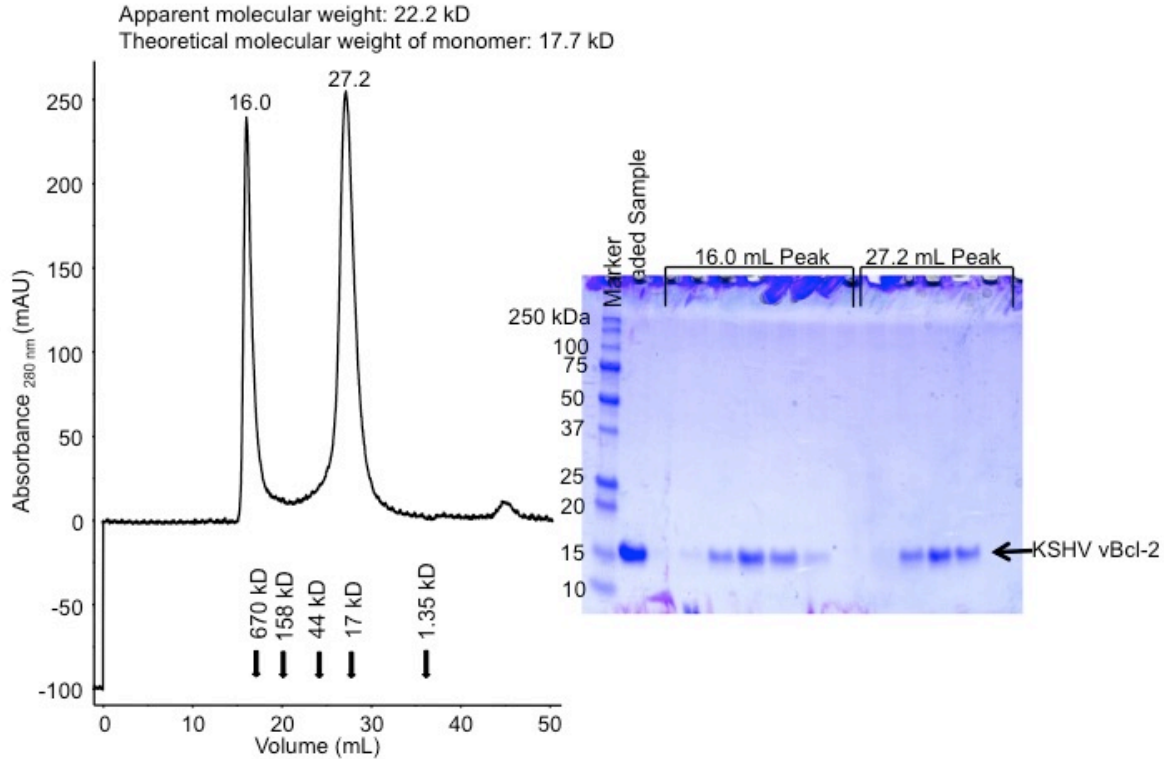 Apparent molecular weight: 22.2 kD
Theoretical molecular weight of monomer: 17.7 kD
16.0
27.2
250
200
150
100
50
0
-50
-100
Absorbance 280 nm (mAU)
670 kD
158 kD
44 kD
17 kD
1.35 kD
0 10 20 30 40 50
Volume (mL)
Marker
aded Sample
16.0 mL Peak
27.2 mL Peak
250 kDa
100
75
50
37
25
20
15
10
KSHV vBcl-2